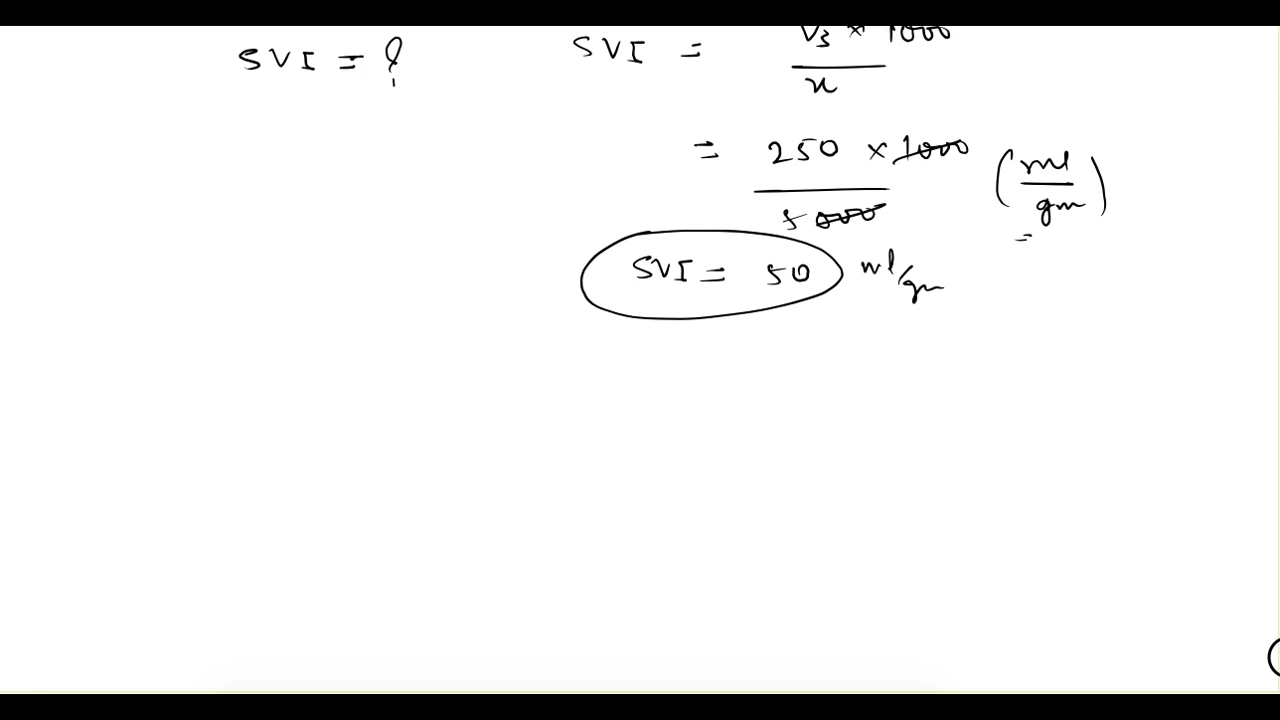 SVI = ?
SVI = V3 × 1000 / x
= 250 × 1000 / 5000 (ml/gm)
SVI = 50 ml/gm